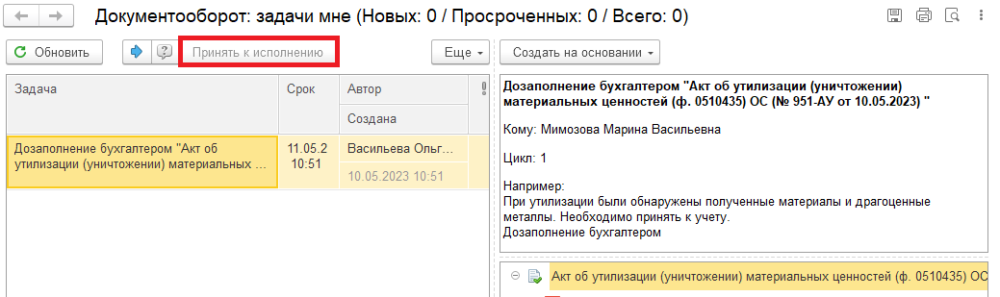 Документооборот: задачи мне (Новых: 0 / Просроченных: 0 / Всего: 0)
Обновить
Принять к исполнению
Еще
Создать на основании
Задача
Срок
Автор
Создана
Дозаполнение бухгалтером "Акт об
утилизации (уничтожении) материальных ...
11.05.2
10:51
Васильева Ольг...
10.05.2023 10:51
Дозаполнение бухгалтером "Акт об утилизации (уничтожении)
материальных ценностей (ф. 0510435) ОС (№ 951-АУ от 10.05.2023) "
Кому: Мимозова Марина Васильевна
Цикл: 1
Например:
При утилизации были обнаружены полученные материалы и драгоценные
металлы. Необходимо принять к учету.
Дозаполнение бухгалтером
Акт об утилизации (уничтожении) материальных ценностей (ф. 0510435) ОС